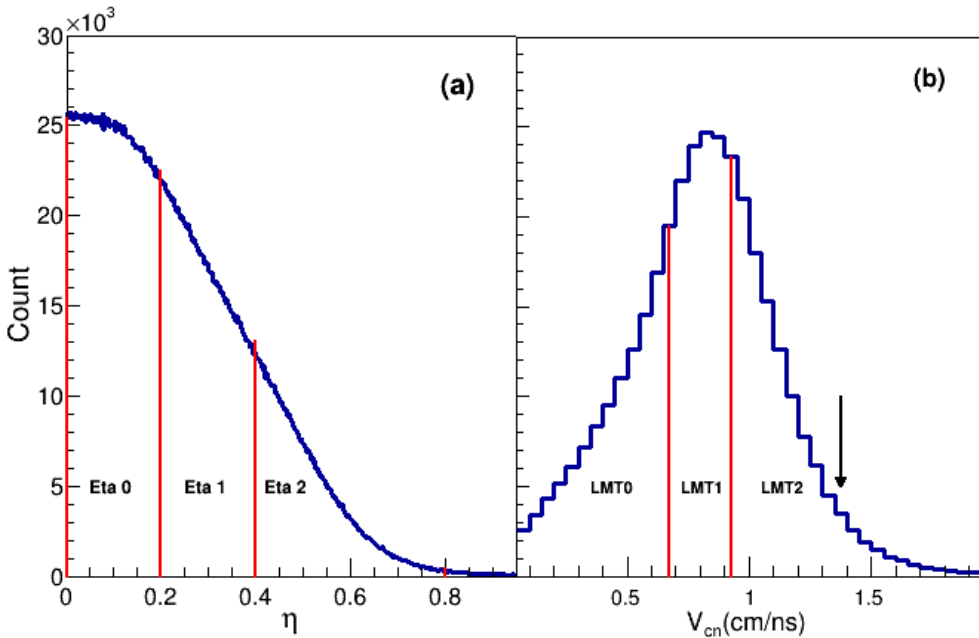 ×10³
30
25
20
15
10
5
0
Count
(a)
Eta 0
Eta 1
Eta 2
0
0.2
0.4
0.6
0.8
η
(b)
LMT0
LMT1
LMT2
0.5
1
1.5
V_cn(cm/ns)